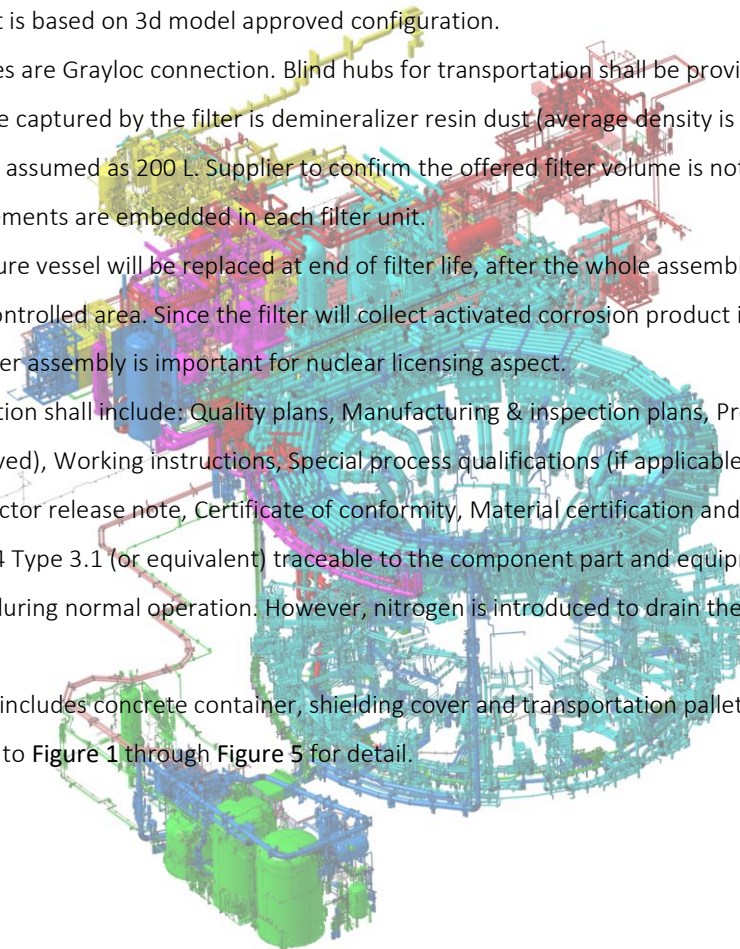 t is based on 3d model approved configuration.
es are Grayloc connection. Blind hubs for transportation shall be provi
e captured by the filter is demineralizer resin dust (average density is
assumed as 200 L. Supplier to confirm the offered filter volume is not
ements are embedded in each filter unit.
ure vessel will be replaced at end of filter life, after the whole assembl
ontrolled area. Since the filter will collect activated corrosion product i
er assembly is important for nuclear licensing aspect.
tion shall include: Quality plans, Manufacturing & inspection plans, Pr
ved), Working instructions, Special process qualifications (if applicable
ctor release note, Certificate of conformity, Material certification and
4 Type 3.1 (or equivalent) traceable to the component part and equip
during normal operation. However, nitrogen is introduced to drain the
includes concrete container, shielding cover and transportation pallet
to Figure 1 through Figure 5 for detail.